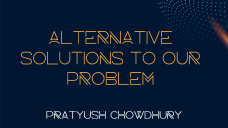 ALTERNATIVE
SOLUTIONS TO OUR
PROBLEM
PRATYUSH CHOWDHURY